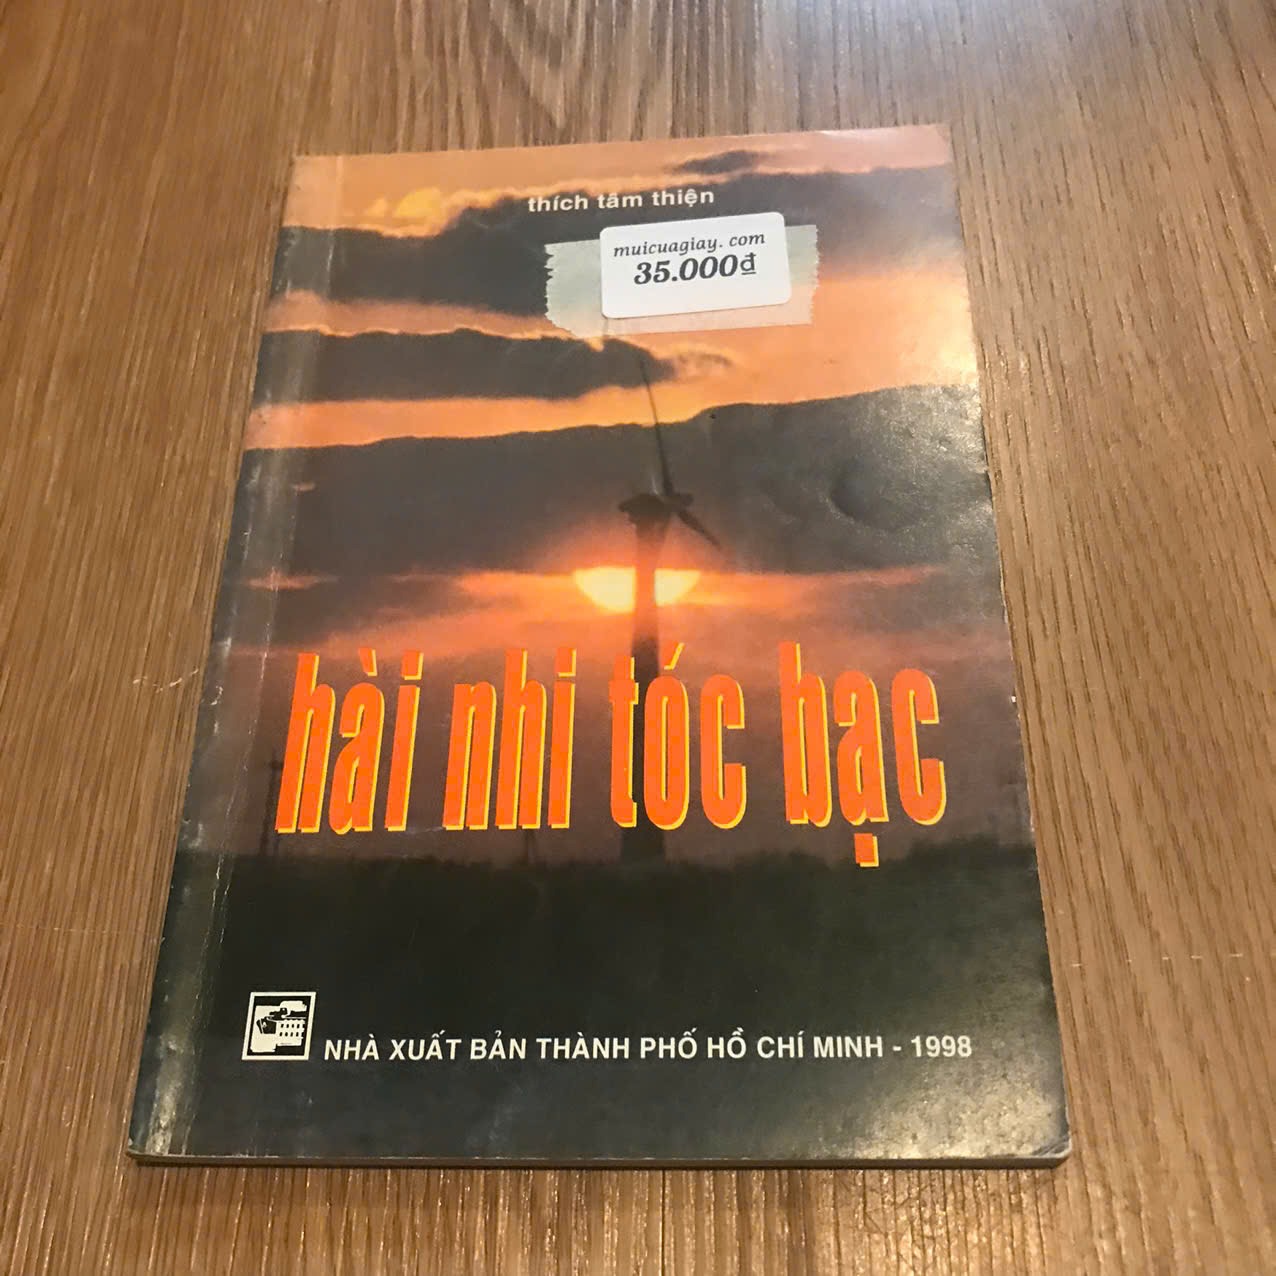 thích tâm thiện
muicuagiay. com
35.000₫
hài nhi tóc bạc
NHÀ XUẤT BẢN THÀNH PHỐ HỒ CHÍ MINH - 1998